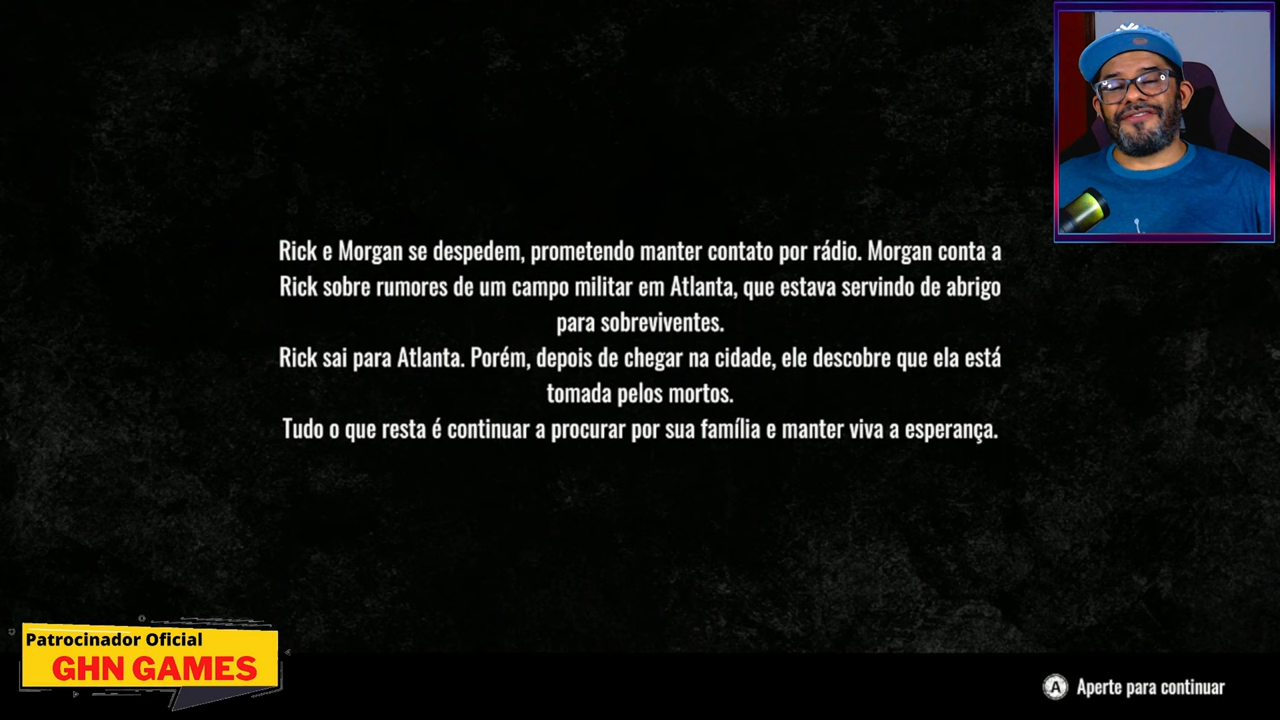 Rick e Morgan se despedem, prometendo manter contato por rádio. Morgan conta a
Rick sobre rumores de um campo militar em Atlanta, que estava servindo de abrigo
para sobreviventes.
Rick sai para Atlanta. Porém, depois de chegar na cidade, ele descobre que ela está
tomada pelos mortos.
Tudo o que resta é continuar a procurar por sua família e manter viva a esperança.
Patrocinador Oficial
GHN GAMES
A Aperte para continuar